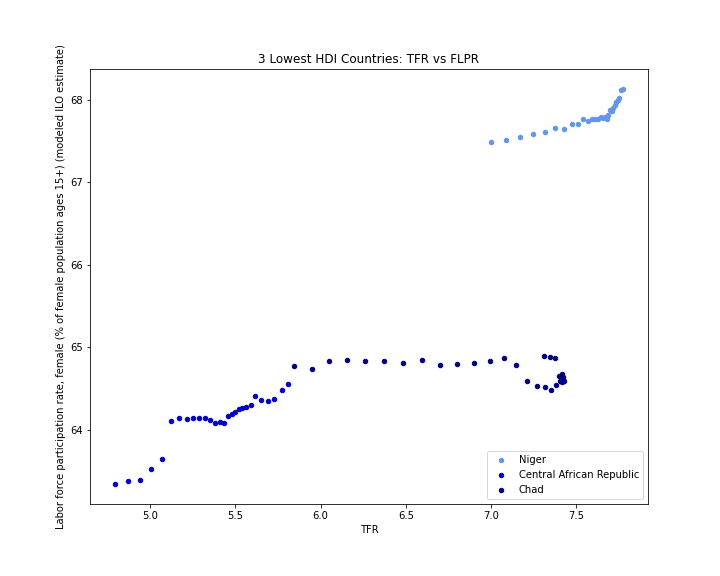 3 Lowest HDI Countries: TFR vs FLPR
Labor force participation rate, female (% of female population ages 15+) (modeled ILO estimate)
68
67
66
65
64
Niger
Central African Republic
Chad
5.0 5.5 6.0 6.5 7.0 7.5
TFR